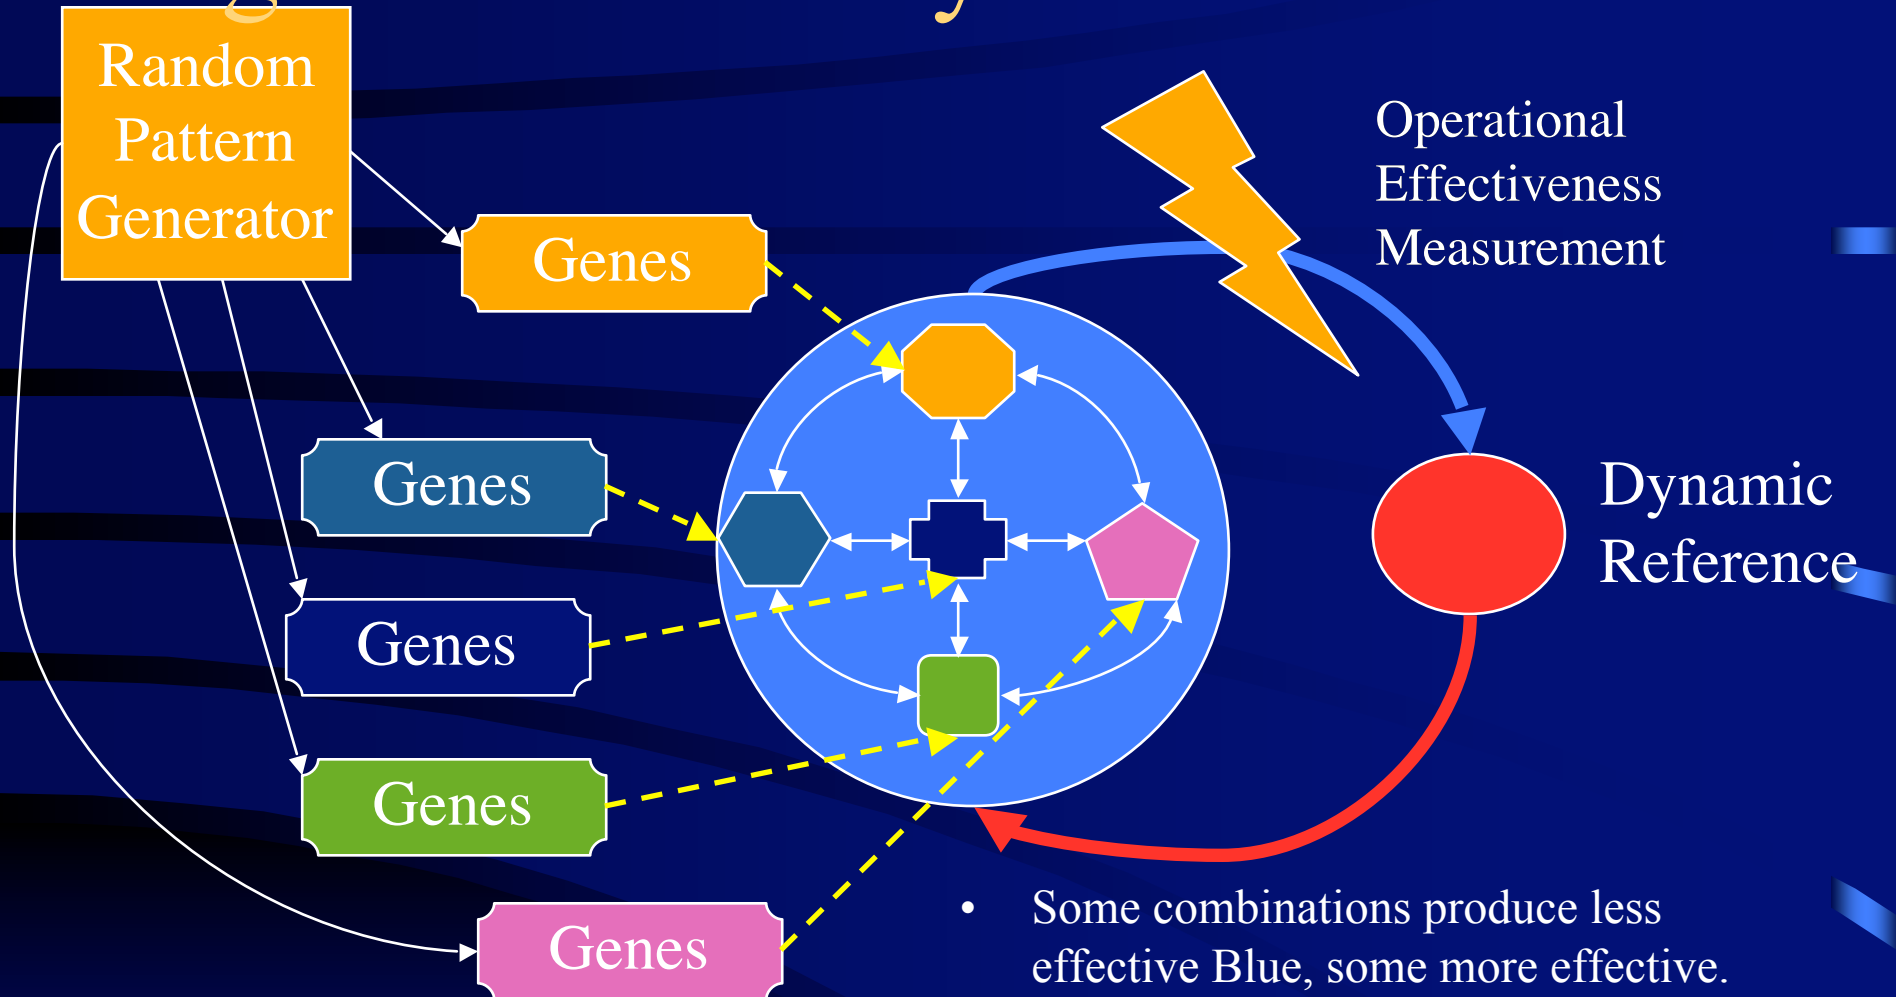 Random
Pattern
Generator
Operational
Effectiveness
Measurement
Genes
Genes
Dynamic
Reference
Genes
Genes
Genes
• Some combinations produce less
effective Blue, some more effective.